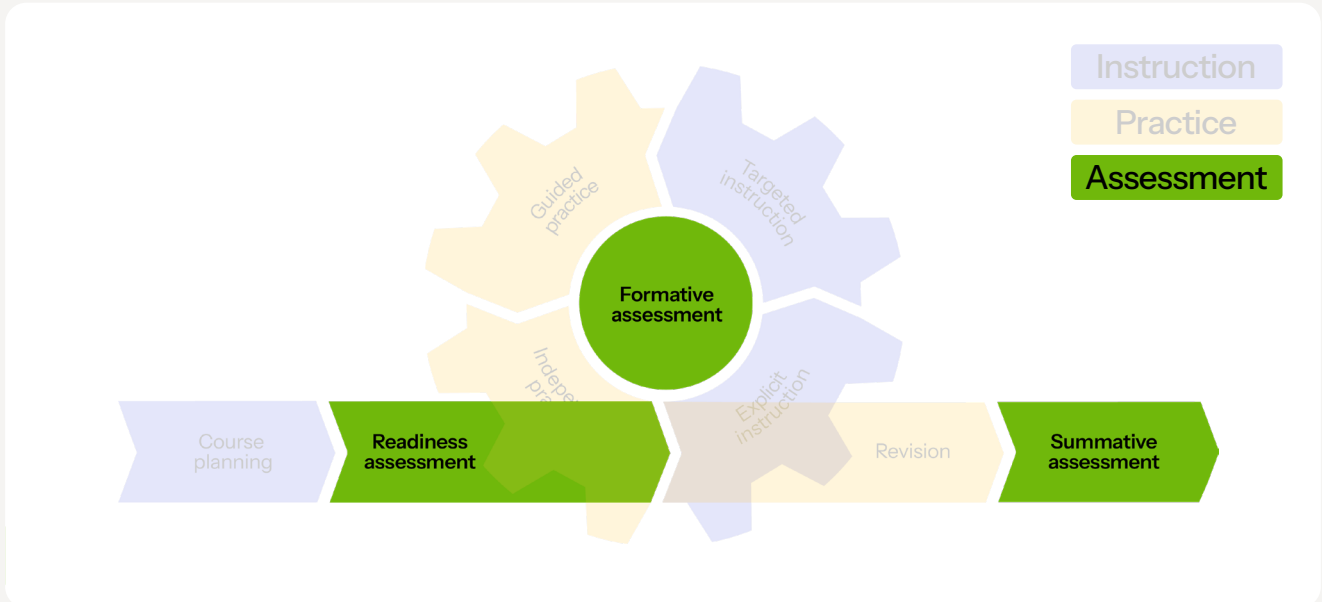 Instruction
Practice
Assessment
Guided
practice
Targeted
instruction
Formative
assessment
Explicit
instruction
Course
planning
Readiness
assessment
Revision
Summative
assessment